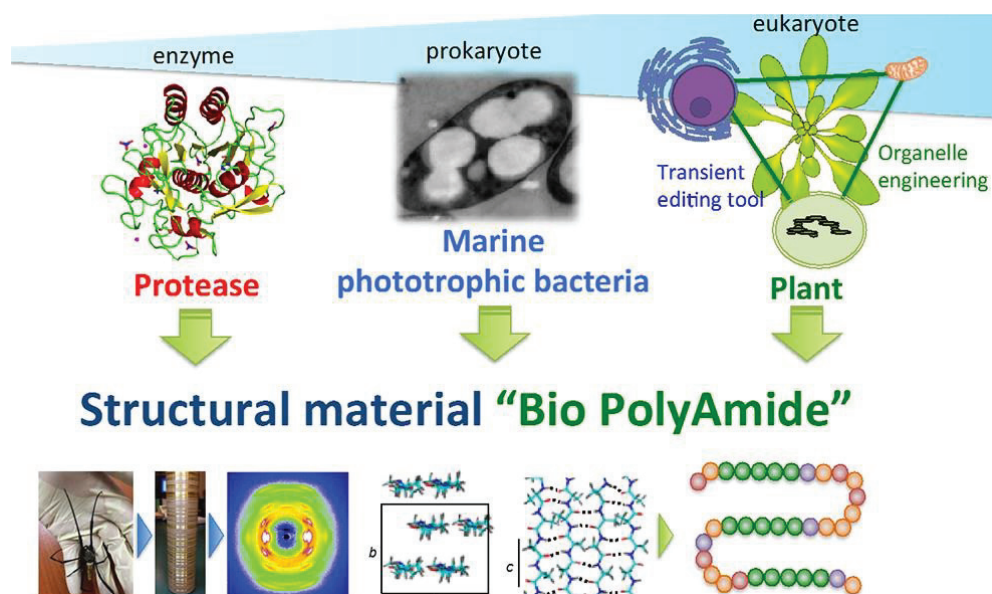 enzyme
prokaryote
eukaryote
Transient
editing tool
Organelle
engineering
Protease
Marine
phototrophic bacteria
Plant
Structural material “Bio PolyAmide”
b
c